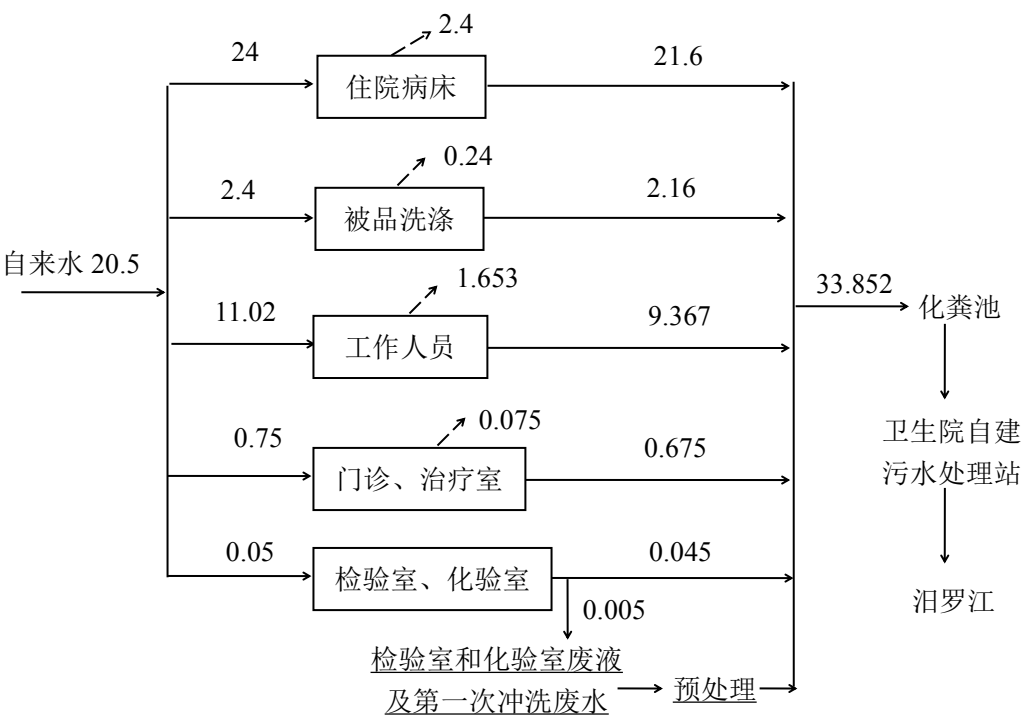 2.4
24
住院病床
21.6
0.24
2.4
被品洗涤
2.16
自来水 20.5
1.653
11.02
工作人员
9.367
33.852
化粪池
0.075
0.75
门诊、治疗室
0.675
卫生院自建
污水处理站
0.05
检验室、化验室
0.045
0.005
汨罗江
检验室和化验室废液
及第一次冲洗废水
预处理